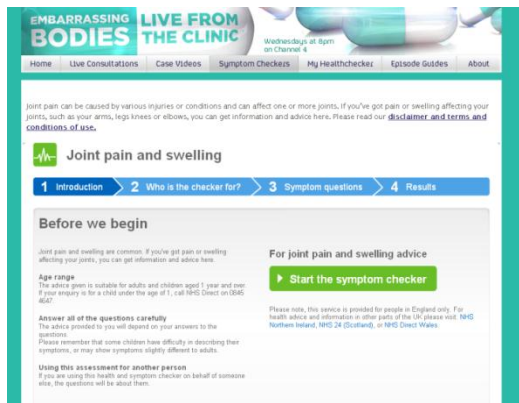 EMBARRASSING
BODIES
LIVE FROM
THE CLINIC
Wednesdays at 8pm
on Channel
4
Home Live Consultations Case Videos Symptom Checkers My Healthchecker Episode Guides About
Joint pain can be caused by various injuries or conditions and can affect one or more joints. If you've got pain or swelling affecting your
joints, such as your arms, legs knees or elbows, you can get information and advice here. Please read our disclaimer and terms and
conditions of use.
Joint pain and swelling
1 Introduction 2 Who is the checker for? 3 Symptom questions 4 Results
Before we begin
Joint pain and swelling are common. If you've got pain or swelling
affecting your joints, you can get information and advice here.
Age range
The advice given is suitable for adults and children aged 1 year and over.
If your enquiry is for a child under the age of 1, call NHS Direct on 0845
4647.
Answer all of the questions carefully
The advice provided to you will depend on your answers to the
questions.
Please remember that some children have difficulty in describing their
symptoms, or may show symptoms slightly different to adults.
Using this assessment for another person
If you are using this health and symptom checker on behalf of someone
else, the questions will be about them.
For joint pain and swelling advice
Start the symptom checker
Please note, this service is provided for people in England only. For
health advice and information in other parts of the UK please visit NHS
Northern Ireland, NHS 24 (Scotland), or NHS Direct Wales